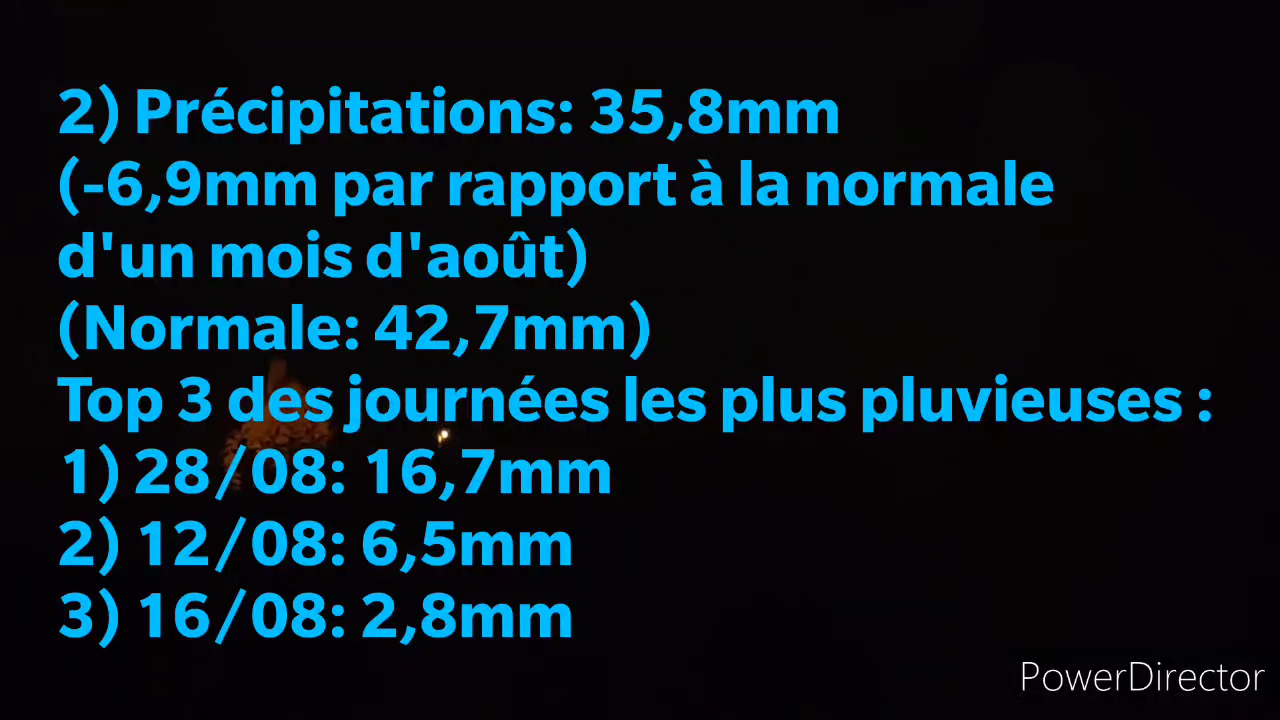 2) Précipitations: 35,8mm
(-6,9mm par rapport à la normale
d'un mois d'août)
(Normale: 42,7mm)
Top 3 des journées les plus pluvieuses :
1) 28/08: 16,7mm
2) 12/08: 6,5mm
3) 16/08: 2,8mm
PowerDirector